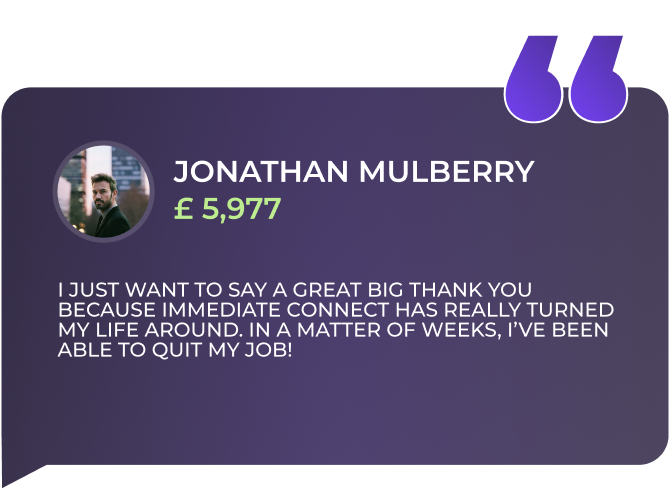 JONATHAN MULBERRY
£ 5,977
I JUST WANT TO SAY A GREAT BIG THANK YOU
BECAUSE IMMEDIATE CONNECT HAS REALLY TURNED
MY LIFE AROUND. IN A MATTER OF WEEKS, I’VE BEEN
ABLE TO QUIT MY JOB!